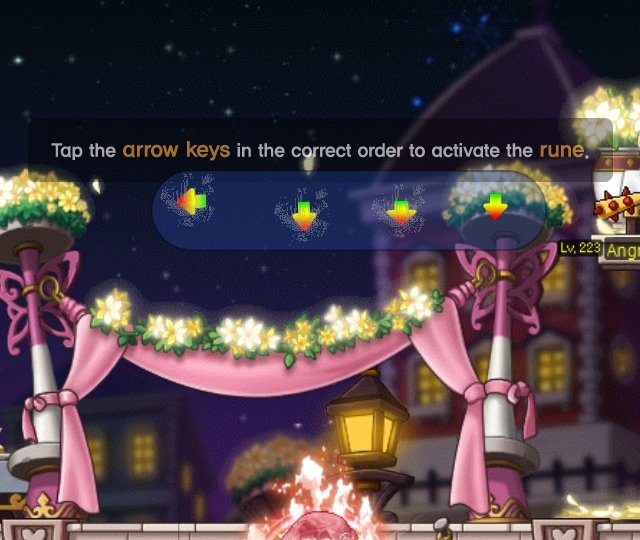 Tap the arrow keys in the correct order to activate the rune.
Lv. 223